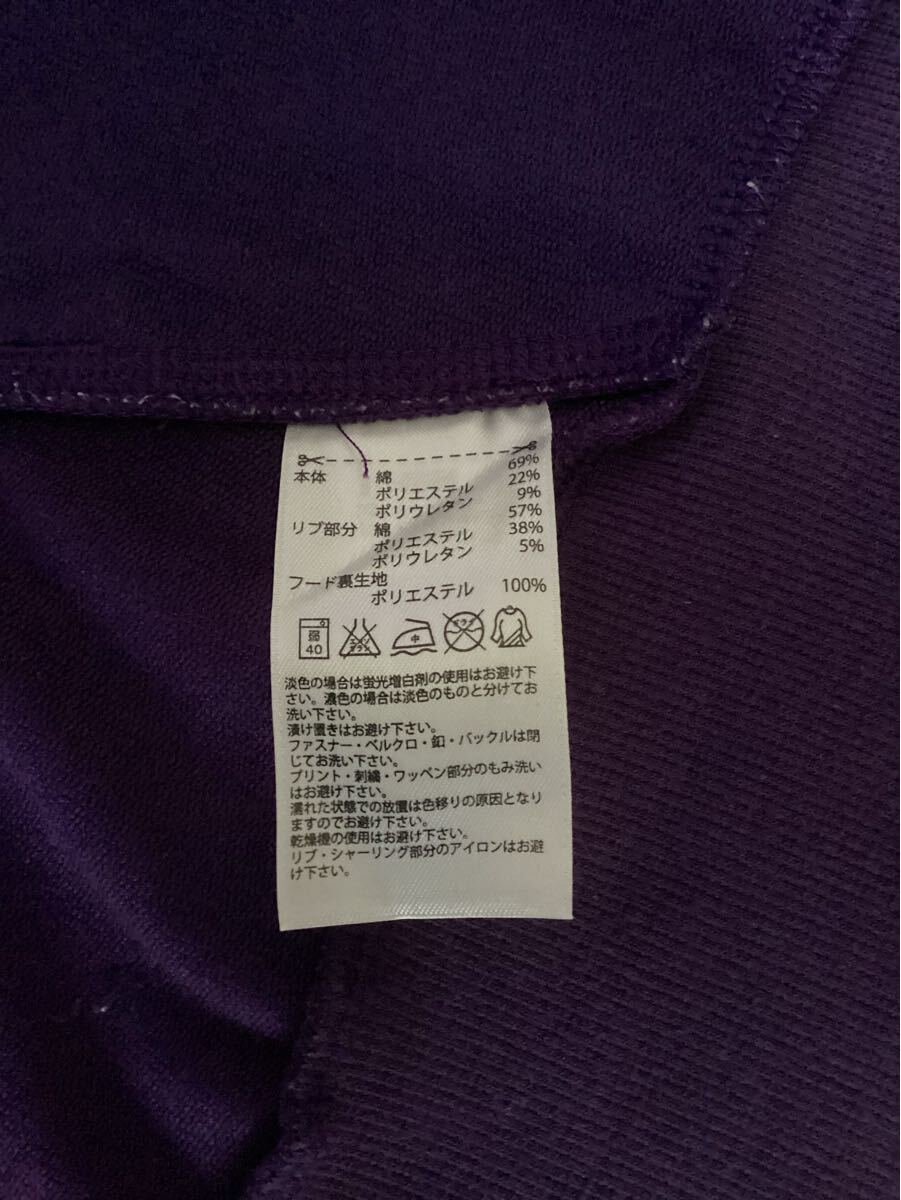 本体 綿 69%
ポリエステル 22%
ポリウレタン 9%
リブ部分 綿 57%
ポリエステル 38%
ポリウレタン 5%
フード裏生地
ポリエステル 100%
弱 40 エンソサラシ 中 ドライ
淡色の場合は蛍光増白剤の使用はお避け下
さい。濃色の場合は淡色のものと分けてお
洗い下さい。
漬け置きはお避け下さい。
ファスナー・ベルクロ・釦・バックルは閉
じてお洗い下さい。
プリント・刺繍・ワッペン部分のもみ洗い
はお避け下さい。
濡れた状態での放置は色移りの原因となり
ますのでお避け下さい。
乾燥機の使用はお避け下さい。
リブ・シャーリング部分のアイロンはお避
け下さい。